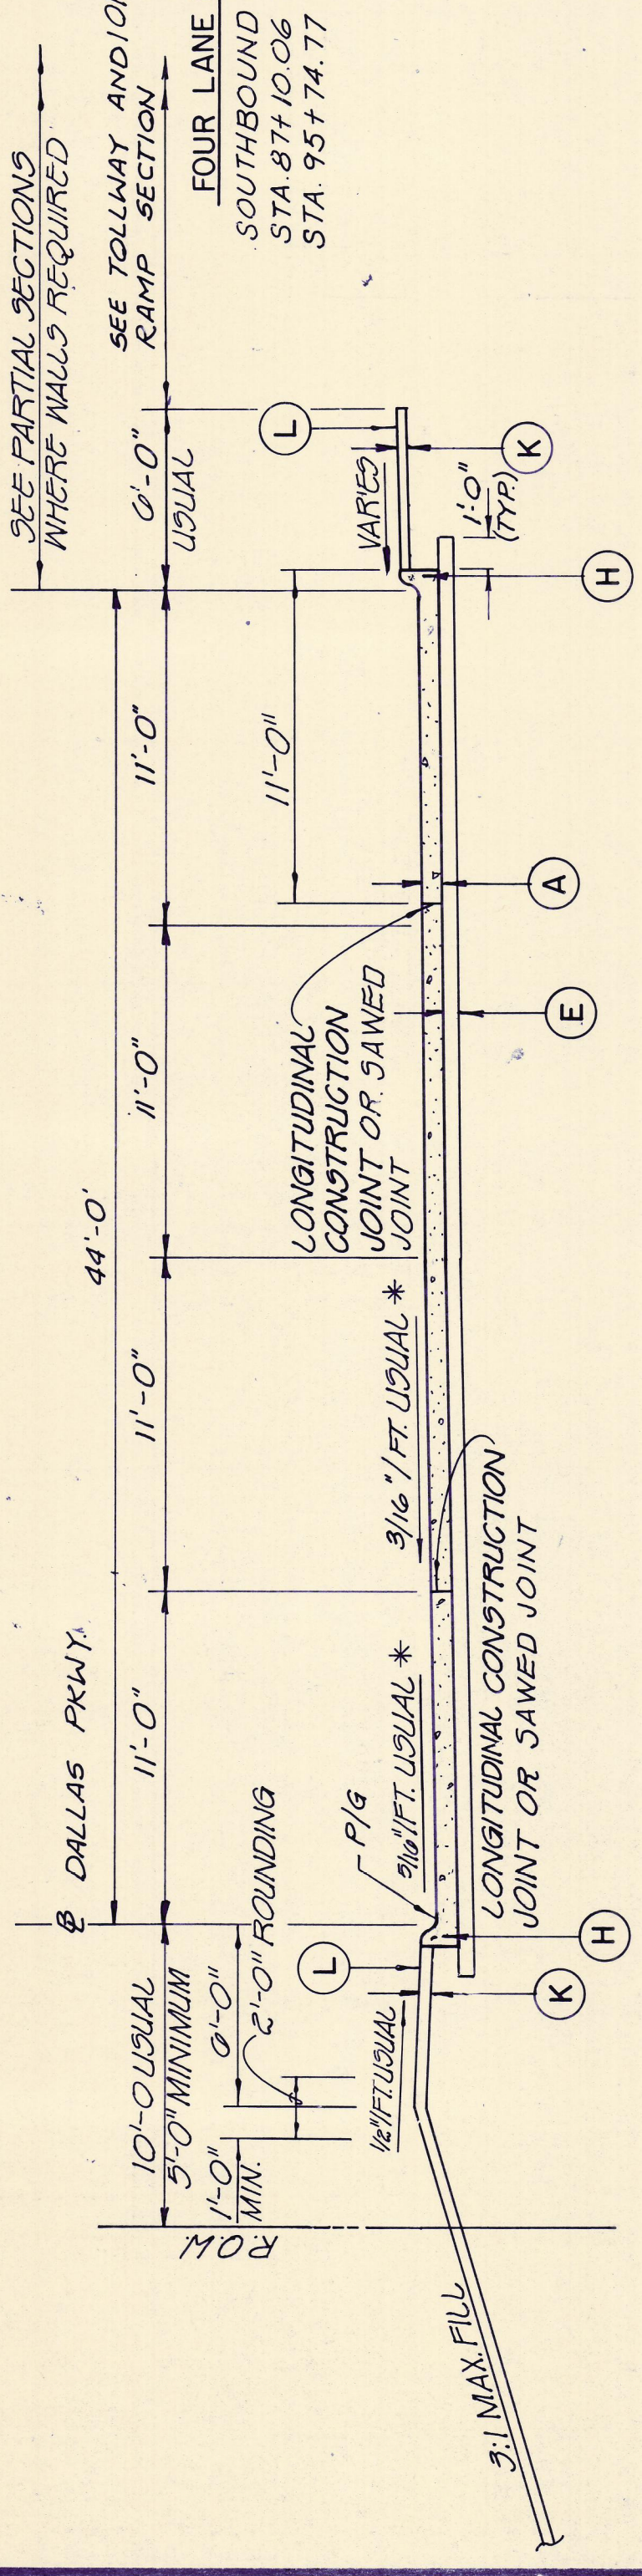 SEE PARTIAL SECTIONS
WHERE WALLS REQUIRED
SEE TOLLWAY AND
RAMP SECTION
FOUR LANE
SOUTHBOUND
STA. 87+10.06
STA. 95+74.77
₧ DALLAS PKWY.
44'-0'
10'-0 USUAL
5'-0" MINIMUM
11'-0"
11'-0"
11'-0"
11'-0"
6'-0"
USUAL
1'-0"
MIN.
6'-0"
2'-0" ROUNDING
R.O.W.
11'-0"
P/G
LONGITUDINAL
CONSTRUCTION
JOINT OR SAWED
JOINT
L
L
VARIES
1/2"/FT. USUAL
3/16"/FT. USUAL *
3/16"/FT. USUAL *
1'-0"
(TYP.)
K
H
A
E
LONGITUDINAL CONSTRUCTION
JOINT OR SAWED JOINT
K
H
3:1 MAX. FILL